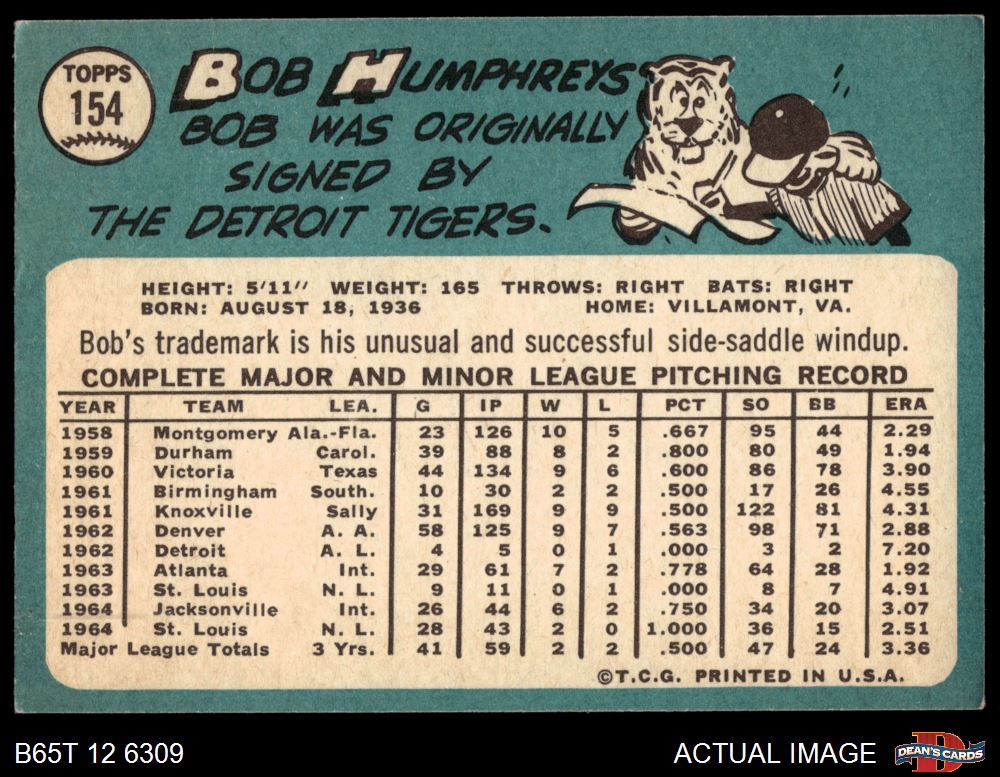 TOPPS
154
BOB HUMPHREYS
BOB WAS ORIGINALLY
SIGNED BY
THE DETROIT TIGERS.
HEIGHT: 5'11" WEIGHT: 165 THROWS: RIGHT BATS: RIGHT
BORN: AUGUST 18, 1936 HOME: VILLAMONT, VA.
Bob's trademark is his unusual and successful side-saddle windup.
COMPLETE MAJOR AND MINOR LEAGUE PITCHING RECORD
YEAR TEAM LEA. G IP W L PCT SO BB ERA
1958 Montgomery Ala.-Fla. 23 126 10 5 .667 95 44 2.29
1959 Durham Carol. 39 88 8 2 .800 80 49 1.94
1960 Victoria Texas 44 134 9 6 .600 86 78 3.90
1961 Birmingham South. 10 30 2 2 .500 17 26 4.55
1961 Knoxville Sally 31 169 9 9 .500 122 81 4.31
1962 Denver A. A. 58 125 9 7 .563 98 71 2.88
1962 Detroit A. L. 4 5 0 1 .000 3 2 7.20
1963 Atlanta Int. 29 61 7 2 .778 64 28 1.92
1963 St. Louis N. L. 9 11 0 1 .000 8 7 4.91
1964 Jacksonville Int. 26 44 6 2 .750 34 20 3.07
1964 St. Louis N. L. 28 43 2 0 1.000 36 15 2.51
Major League Totals 3 Yrs. 41 59 2 2 .500 47 24 3.36
©T.C.G. PRINTED IN U.S.A.
B65T 12 6309 ACTUAL IMAGE DEAN'S CARDS